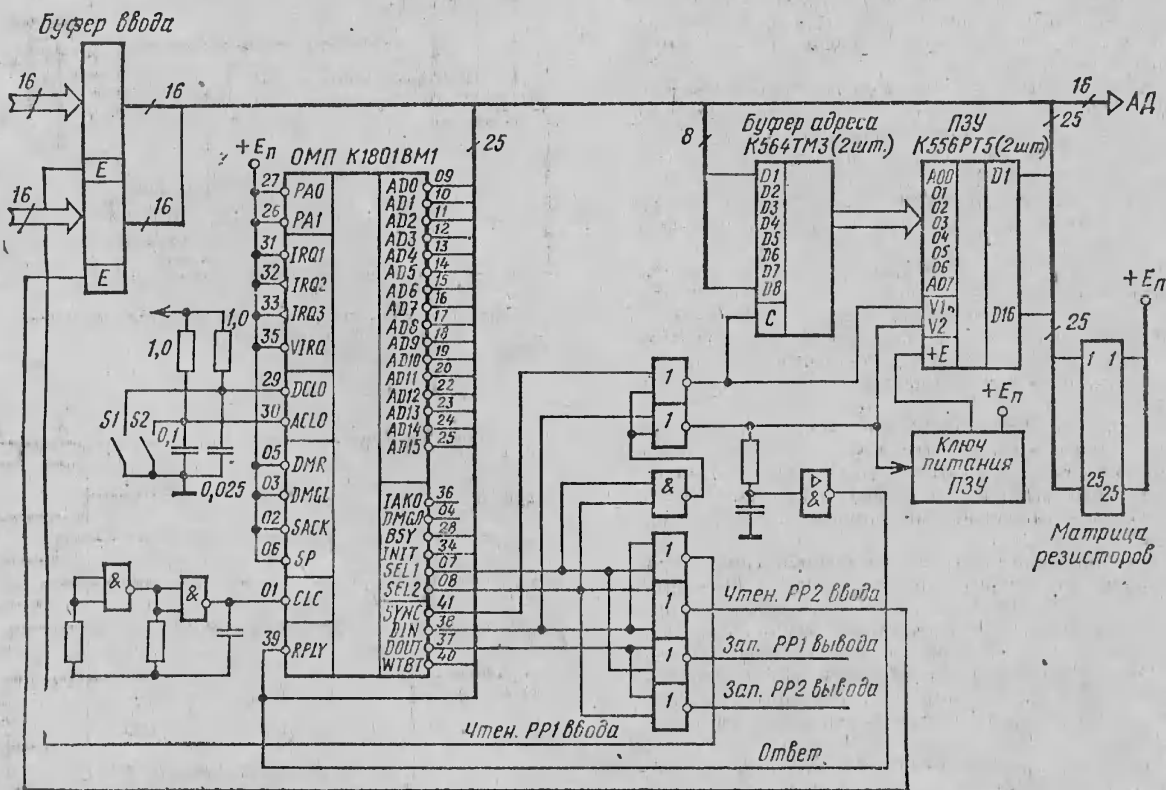 Буфер ввода
16
16
E
16
16
E
+Eп
ОМП К1801ВМ1
27 PA0
26 PA1
31 IRQ1
32 IRQ2
33 IRQ3
35 VIRQ
29 DCLO
30 ACLO
05 DMR
03 DMGI
02 SACK
06 SP
01 CLC
39 RPLY
AD0 09
AD1 10
AD2 11
AD3 12
AD4 13
AD5 14
AD6 15
AD7 16
AD8 17
AD9 18
AD10 19
AD11 20
AD12 22
AD13 23
AD14 24
AD15 25
IAKO 36
DMGO 04
BSY 28
INIT 34
SEL1 07
SEL2 08
SYNC 41
DIN 38
DOUT 37
WTBT 40
1,0
1,0
S1
S2
0,1
0,025
&
&
25
8
Буфер адреса
К564ТМ3(2шт.)
D1
D2
D3
D4
D5
D6
D7
D8
C
ПЗУ
К556РТ5(2шт)
A00
01
02
03
04
05
06
A07
V1
V2
+E
D1
D16
16
АД
25
25
+Eп
1
1
25
25
Матрица
резисторов
+Eп
Ключ
питания
ПЗУ
1
1
&
&
1
1
1
1
Чтен. РР2 ввода
Зап. РР1 вывода
Зап. РР2 вывода
Чтен. РР1 ввода
Ответ